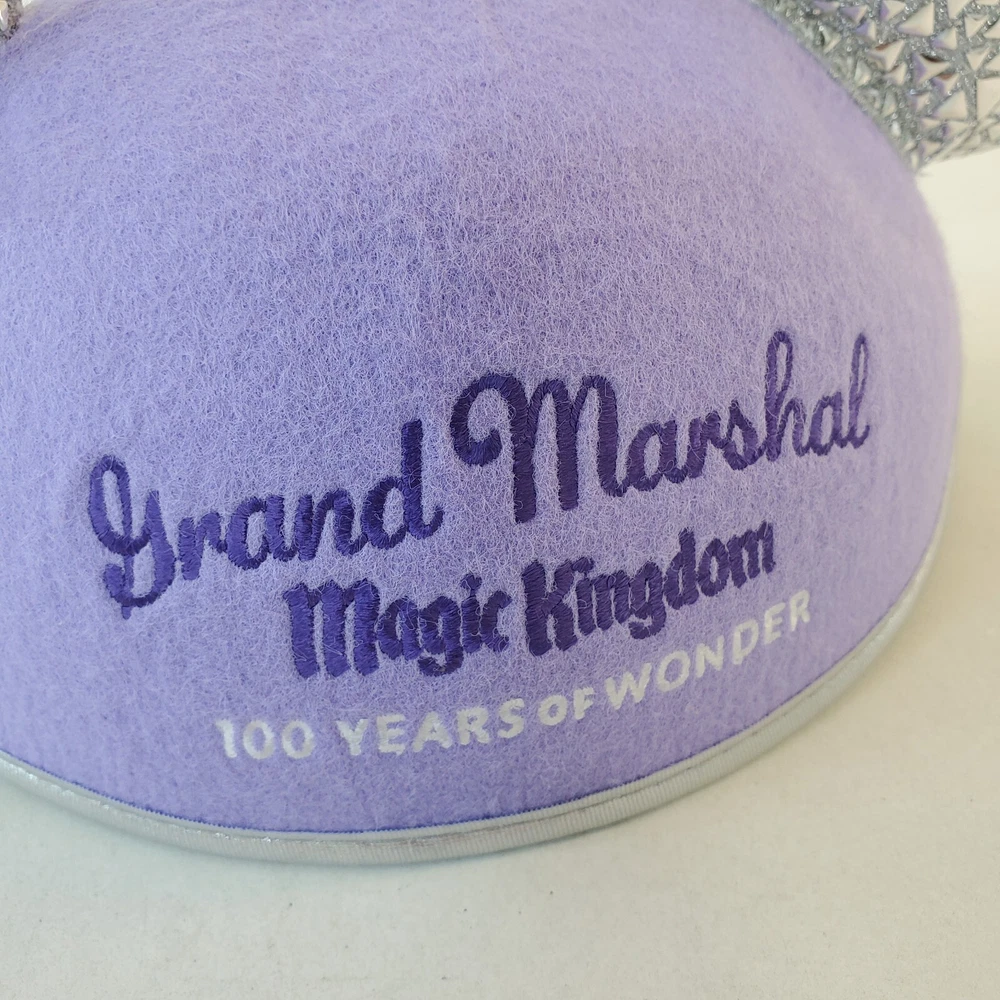 Grand Marshal
Magic Kingdom
100 YEARS OF WONDER